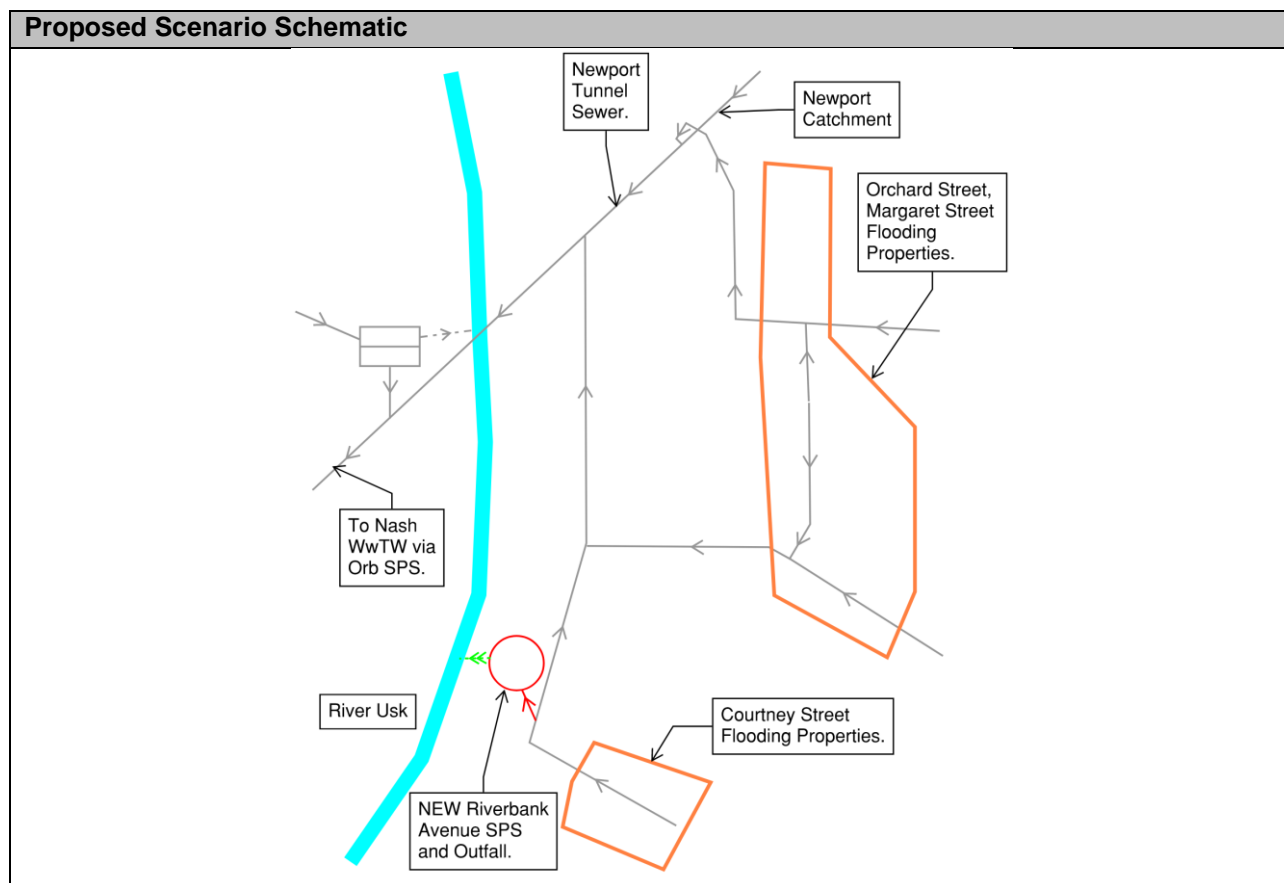 Proposed Scenario Schematic
Newport
Tunnel
Sewer.
Newport
Catchment
Orchard Street,
Margaret Street
Flooding
Properties.
To Nash
WwTW via
Orb SPS.
River Usk
Courtney Street
Flooding Properties.
NEW Riverbank
Avenue SPS
and Outfall.